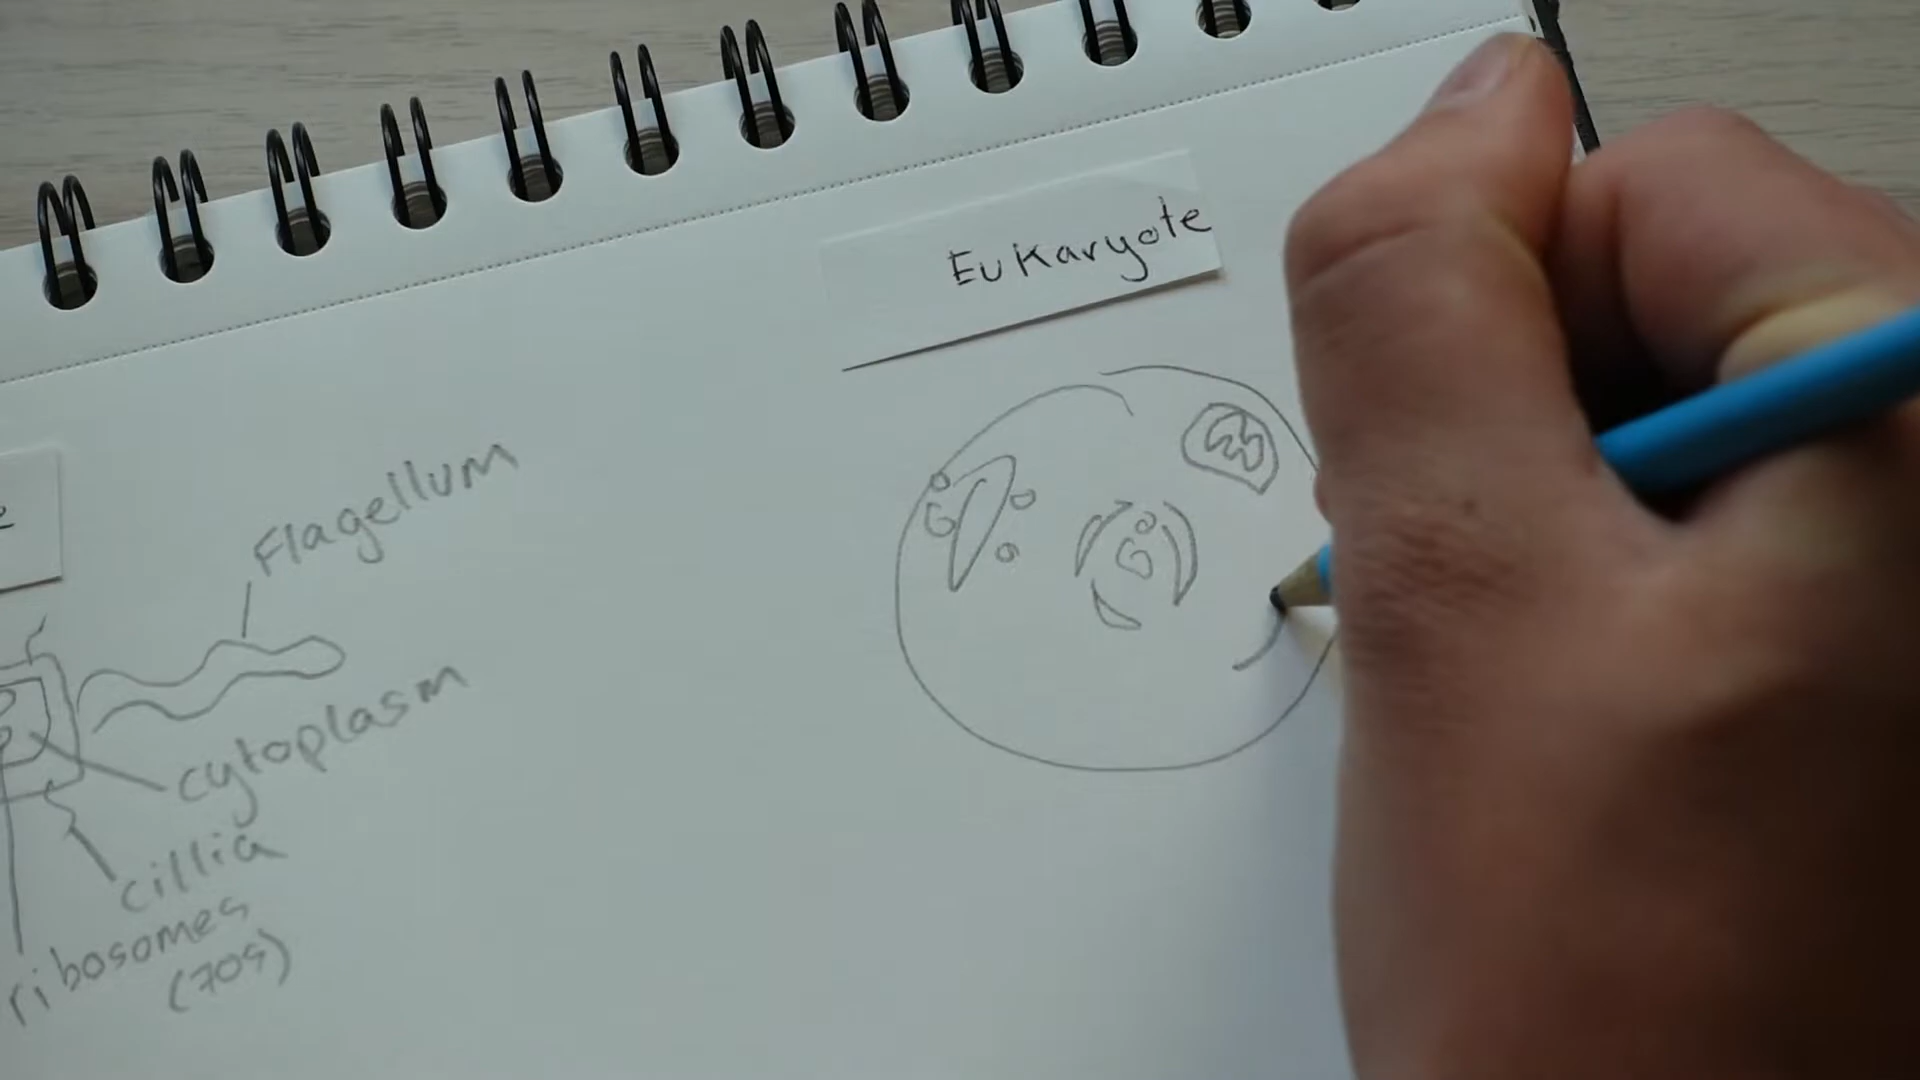 Eukaryote
Flagellum
cytoplasm
cillia
ribosomes
(70s)